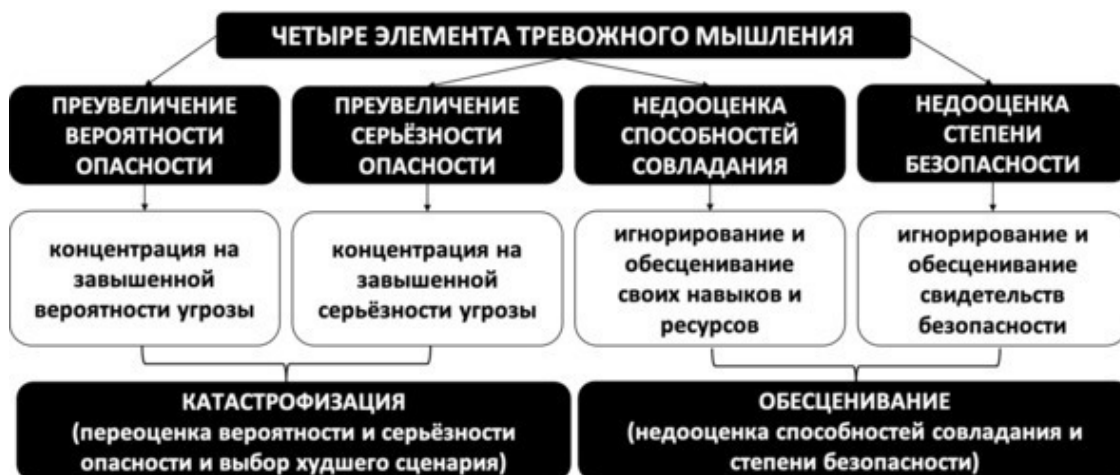 ЧЕТЫРЕ ЭЛЕМЕНТА ТРЕВОЖНОГО МЫШЛЕНИЯ
ПРЕУВЕЛИЧЕНИЕ
ВЕРОЯТНОСТИ
ОПАСНОСТИ
ПРЕУВЕЛИЧЕНИЕ
СЕРЬЁЗНОСТИ
ОПАСНОСТИ
НЕДООЦЕНКА
СПОСОБНОСТЕЙ
СОВЛАДАНИЯ
НЕДООЦЕНКА
СТЕПЕНИ
БЕЗОПАСНОСТИ
концентрация на
завышенной
вероятности угрозы
концентрация на
завышенной
серьёзности угрозы
игнорирование и
обесценивание
своих навыков и
ресурсов
игнорирование и
обесценивание
свидетельств
безопасности
КАТАСТРОФИЗАЦИЯ
(переоценка вероятности и серьёзности
опасности и выбор худшего сценария)
ОБЕСЦЕНИВАНИЕ
(недооценка способностей совладания и
степени безопасности)